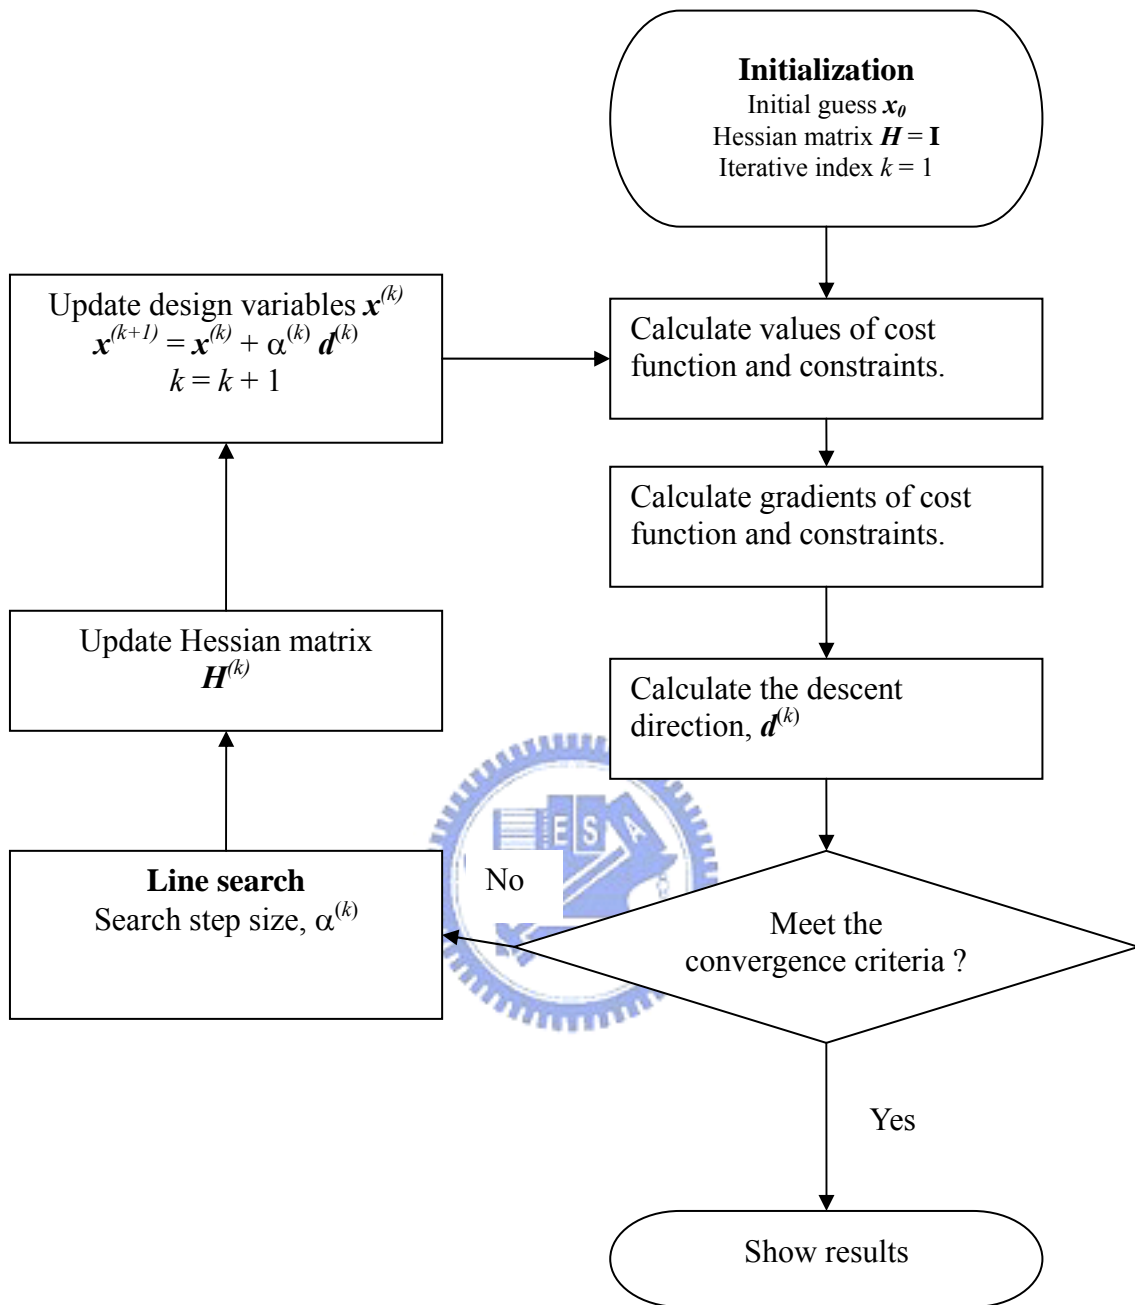 Initialization
Initial guess x₀
Hessian matrix H = I
Iterative index k = 1
Update design variables x^(k)
x^(k+1) = x^(k) + α^(k) d^(k)
k = k + 1
Calculate values of cost
function and constraints.
Calculate gradients of cost
function and constraints.
Update Hessian matrix
H^(k)
Calculate the descent
direction, d^(k)
ESA
Line search
Search step size, α^(k)
No
Meet the
convergence criteria ?
Yes
Show results